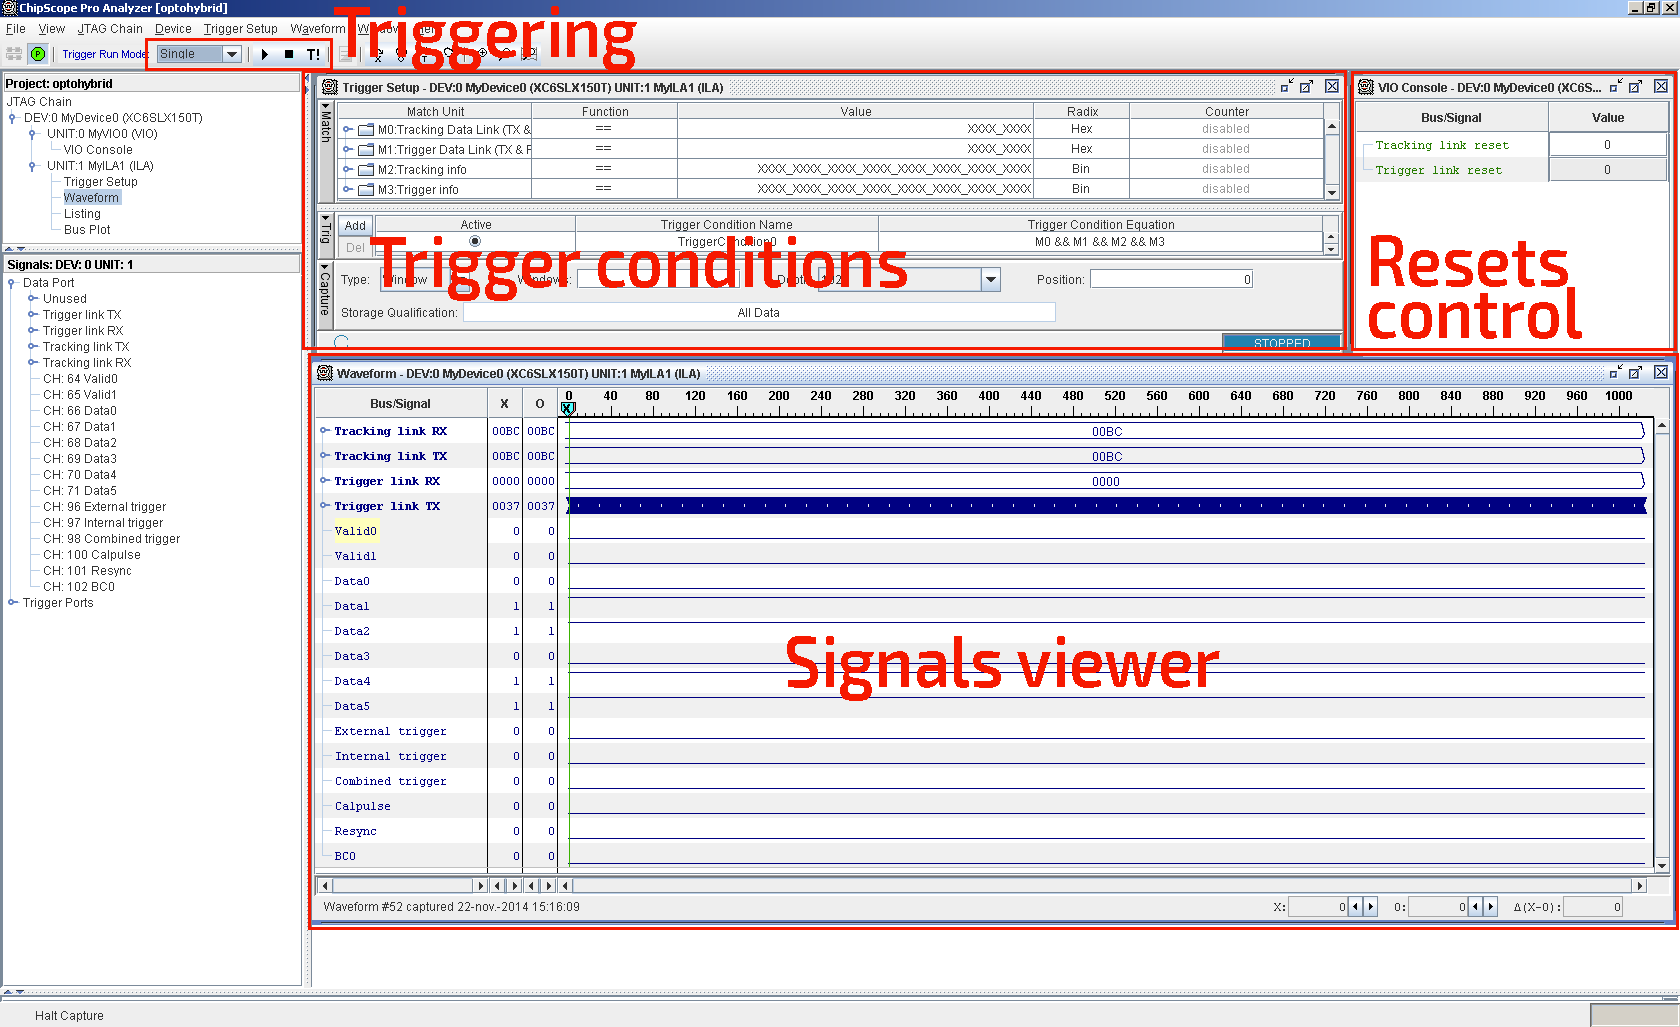 ChipScope Pro Analyzer [optohybrid]
File View JTAG Chain Device Trigger Setup Waveform
Triggering
Trigger Run Mode: Single T!
Project: optohybrid
JTAG Chain
DEV:0 MyDevice0 (XC6SLX150T)
UNIT:0 MyVIO0 (VIO)
VIO Console
UNIT:1 MyILA1 (ILA)
Trigger Setup
Waveform
Listing
Bus Plot
Signals: DEV: 0 UNIT: 1
Data Port
Unused
Trigger link TX
Trigger link RX
Tracking link TX
Tracking link RX
CH: 64 Valid0
CH: 65 Valid1
CH: 66 Data0
CH: 67 Data1
CH: 68 Data2
CH: 69 Data3
CH: 70 Data4
CH: 71 Data5
CH: 96 External trigger
CH: 97 Internal trigger
CH: 98 Combined trigger
CH: 100 Calpulse
CH: 101 Resync
CH: 102 BC0
Trigger Ports
Trigger Setup - DEV:0 MyDevice0 (XC6SLX150T) UNIT:1 MyILA1 (ILA)
Match
Match Unit Function Value Radix Counter
M0:Tracking Data Link (TX & == XXXX_XXXX Hex disabled
M1:Trigger Data Link (TX & F == XXXX_XXXX Hex disabled
M2:Tracking info == XXXX_XXXX_XXXX_XXXX_XXXX_XXXX_XXXX_XXXX Bin disabled
M3:Trigger info == XXXX_XXXX_XXXX_XXXX_XXXX_XXXX_XXXX_XXXX Bin disabled
Trig
Add Active Trigger Condition Name Trigger Condition Equation
Del TriggerCondition0 M0 && M1 && M2 && M3
Trigger conditions
Capture
Type: Window Windows: Depth: Position: 0
Storage Qualification: All Data
STOPPED
VIO Console - DEV:0 MyDevice0 (XC6S...
Bus/Signal Value
Tracking link reset 0
Trigger link reset 0
Resets
control
Waveform - DEV:0 MyDevice0 (XC6SLX150T) UNIT:1 MyILA1 (ILA)
Bus/Signal X O 0 40 80 120 160 200 240 280 320 360 400 440 480 520 560 600 640 680 720 760 800 840 880 920 960 1000
X
Tracking link RX 00BC 00BC 00BC
Tracking link TX 00BC 00BC 00BC
Trigger link RX 0000 0000 0000
Trigger link TX 0037 0037
Valid0 0 0
Valid1 0 0
Data0 0 0
Data1 1 1
Data2 1 1
Data3 0 0
Data4 1 1
Data5 1 1
Signals viewer
External trigger 0 0
Internal trigger 0 0
Combined trigger 0 0
Calpulse 0 0
Resync 0 0
BC0 0 0
Waveform #52 captured 22-nov.-2014 15:16:09 X: 0 O: 0 Δ(X-O): 0
Halt Capture